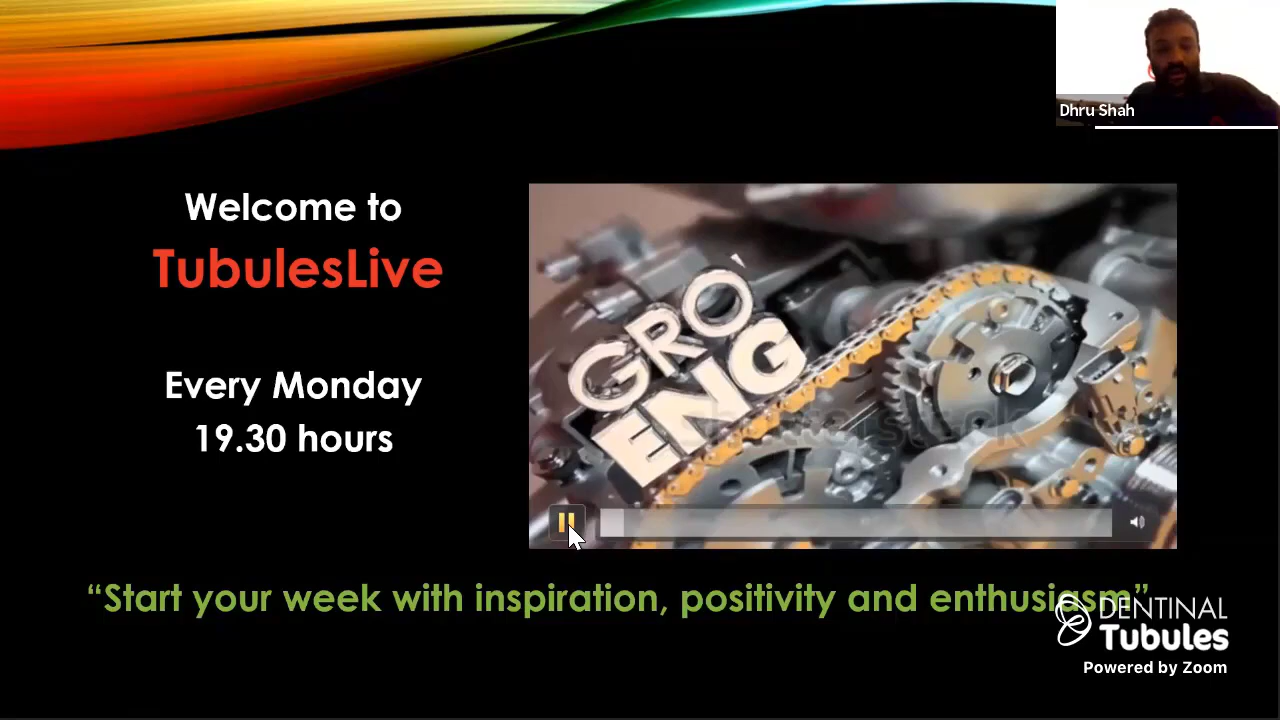 Dhru Shah
Welcome to
TubulesLive
Every Monday
19.30 hours
GRO
ENG
“Start your week with inspiration, positivity and enthusiasm”
DENTINAL
Tubules
Powered by Zoom